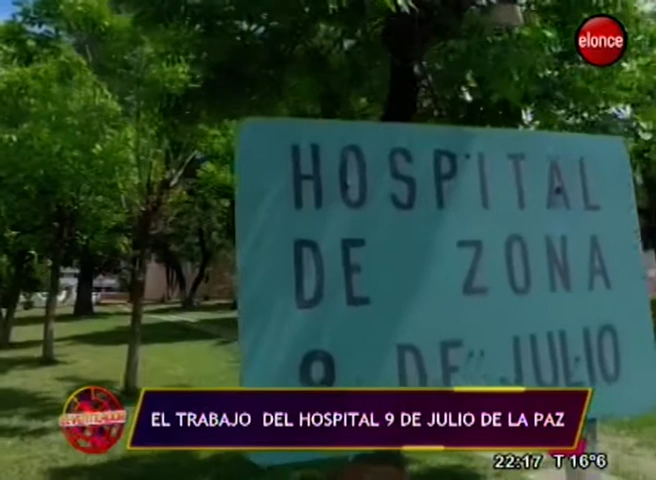 elonce
HOSPITAL
DE ZONA
9 DE JULIO
EL TRABAJO DEL HOSPITAL 9 DE JULIO DE LA PAZ
22:17 T 16°6